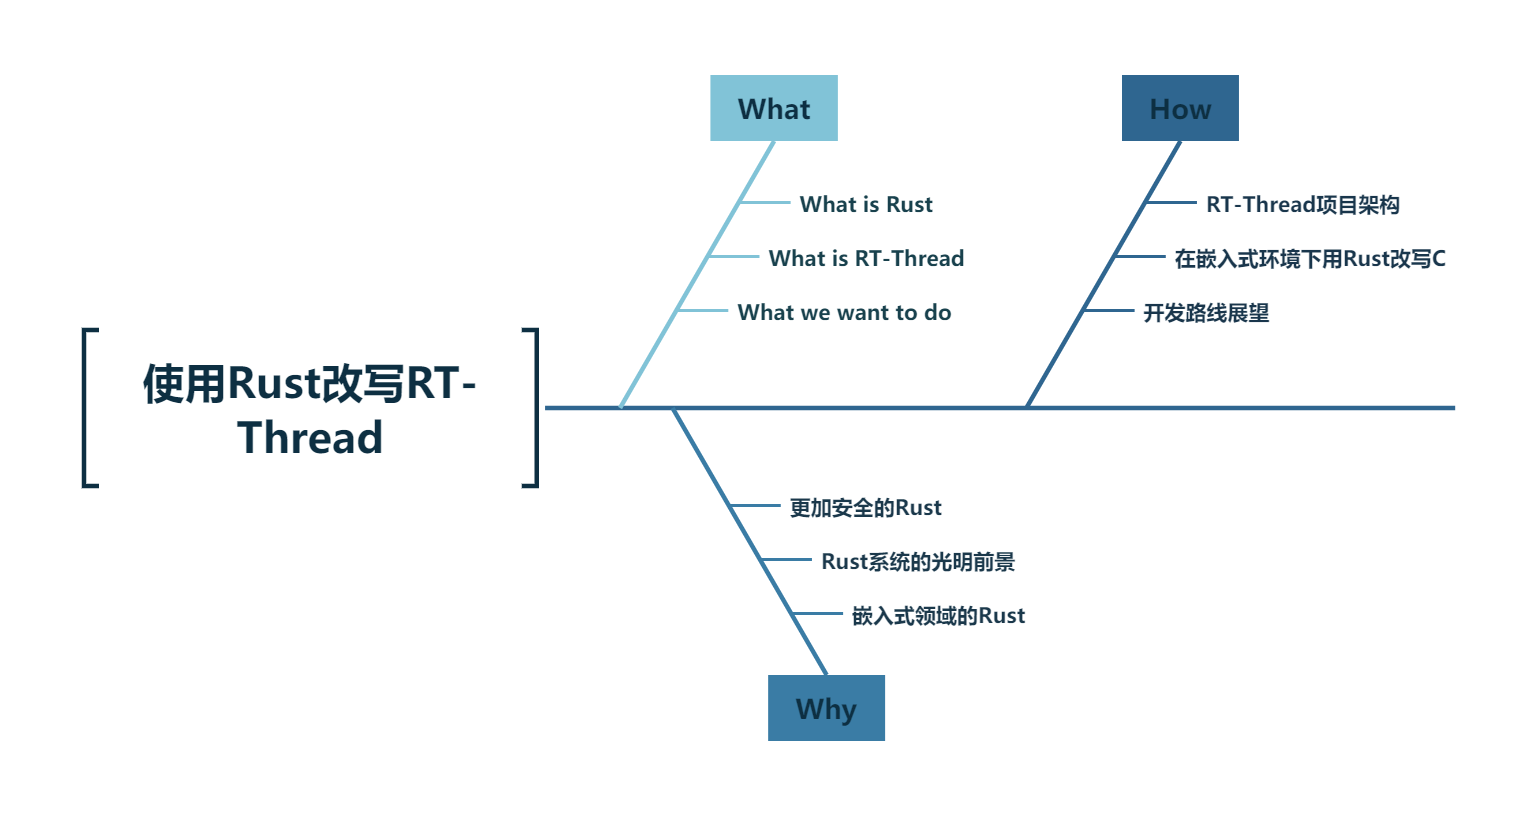 使用Rust改写RT-
Thread
What
What is Rust
What is RT-Thread
What we want to do
Why
更加安全的Rust
Rust系统的光明前景
嵌入式领域的Rust
How
RT-Thread项目架构
在嵌入式环境下用Rust改写C
开发路线展望